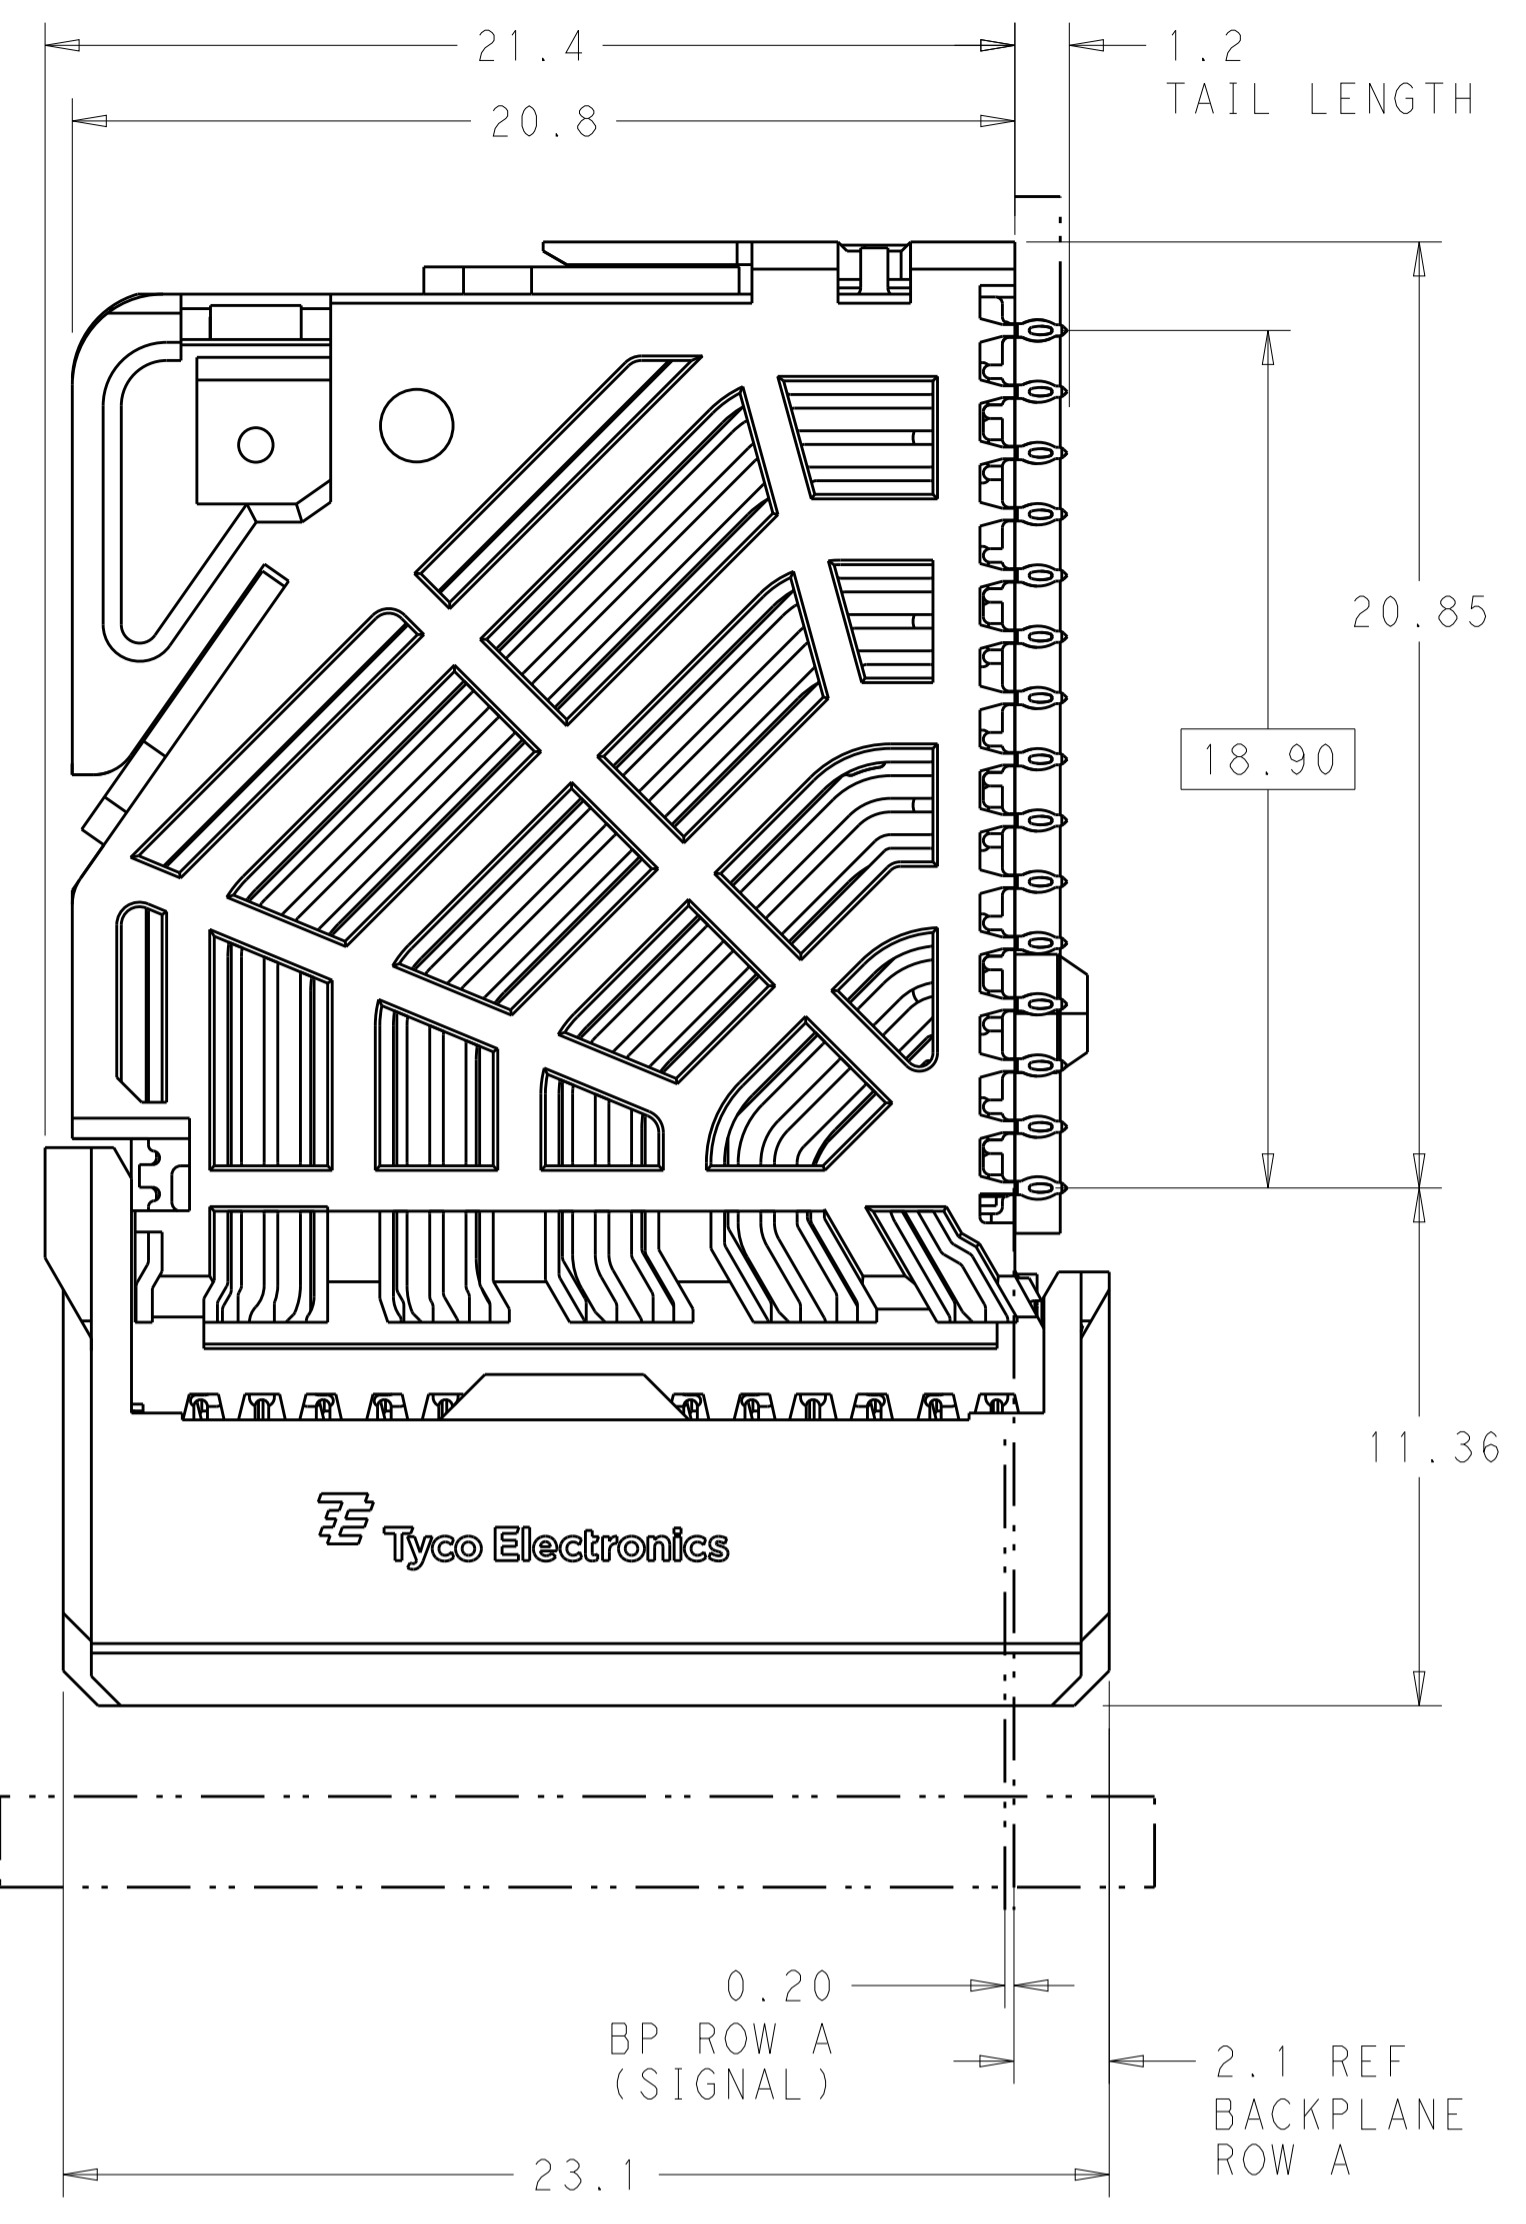 21.4
1.2
TAIL LENGTH
20.8
20.85
18.90
11.36
TE Tyco Electronics
0.20
BP ROW A
(SIGNAL)
2.1 REF
BACKPLANE
ROW A
23.1